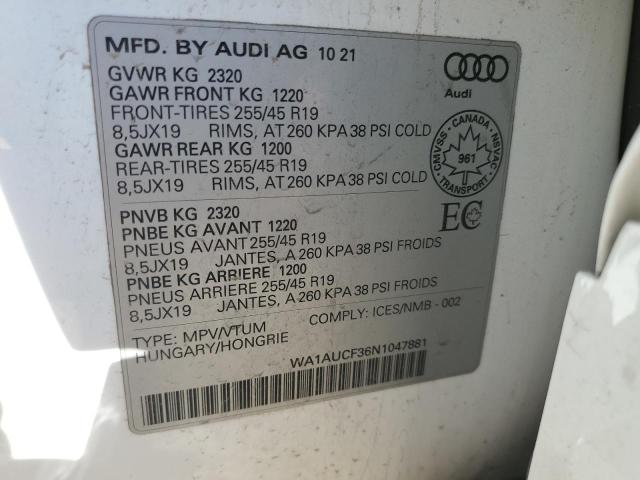 MFD. BY AUDI AG 10 21
GVWR KG 2320
GAWR FRONT KG 1220
FRONT-TIRES 255/45 R19
8,5JX19 RIMS, AT 260 KPA 38 PSI COLD
GAWR REAR KG 1200
REAR-TIRES 255/45 R19
8,5JX19 RIMS, AT 260 KPA 38 PSI COLD
Audi
CMVSS - CANADA - NSVAC
961
TRANSPORT
PNVB KG 2320
PNBE KG AVANT 1220
PNEUS AVANT 255/45 R19
8,5JX19 JANTES, A 260 KPA 38 PSI FROIDS
PNBE KG ARRIERE 1200
PNEUS ARRIERE 255/45 R19
8,5JX19 JANTES, A 260 KPA 38 PSI FROIDS
EC
TYPE: MPV/VTUM COMPLY: ICES/NMB - 002
HUNGARY/HONGRIE
WA1AUCF36N1047881